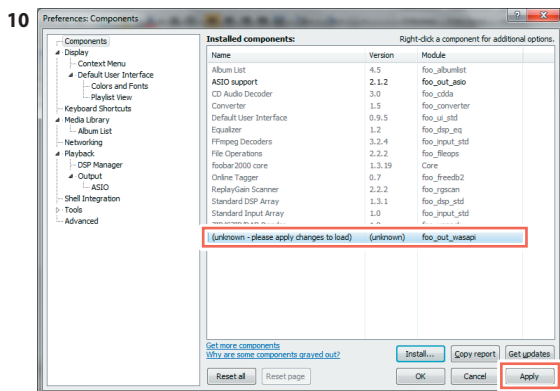 10
Preferences: Components
Components
Display
Context Menu
Default User Interface
Colors and Fonts
Playlist View
Keyboard Shortcuts
Media Library
Album List
Networking
Playback
DSP Manager
Output
ASIO
Shell Integration
Tools
Advanced
Installed components: Right-click a component for additional options.
Name Version Module
Album List 4.5 foo_albumlist
ASIO support 2.1.2 foo_out_asio
CD Audio Decoder 3.0 foo_cdda
Converter 1.5 foo_converter
Default User Interface 0.9.5 foo_ui_std
Equalizer 1.2 foo_dsp_eq
FFmpeg Decoders 3.2.4 foo_input_std
File Operations 2.2.2 foo_fileops
foobar2000 core 1.3.19 Core
Online Tagger 0.7 foo_freedb2
ReplayGain Scanner 2.2.2 foo_rgscan
Standard DSP Array 1.3.1 foo_dsp_std
Standard Input Array 1.0 foo_input_std
(unknown - please apply changes to load) (unknown) foo_out_wasapi
Get more components
Why are some components grayed out?
Install... Copy report Get updates
Reset all Reset page OK Cancel Apply